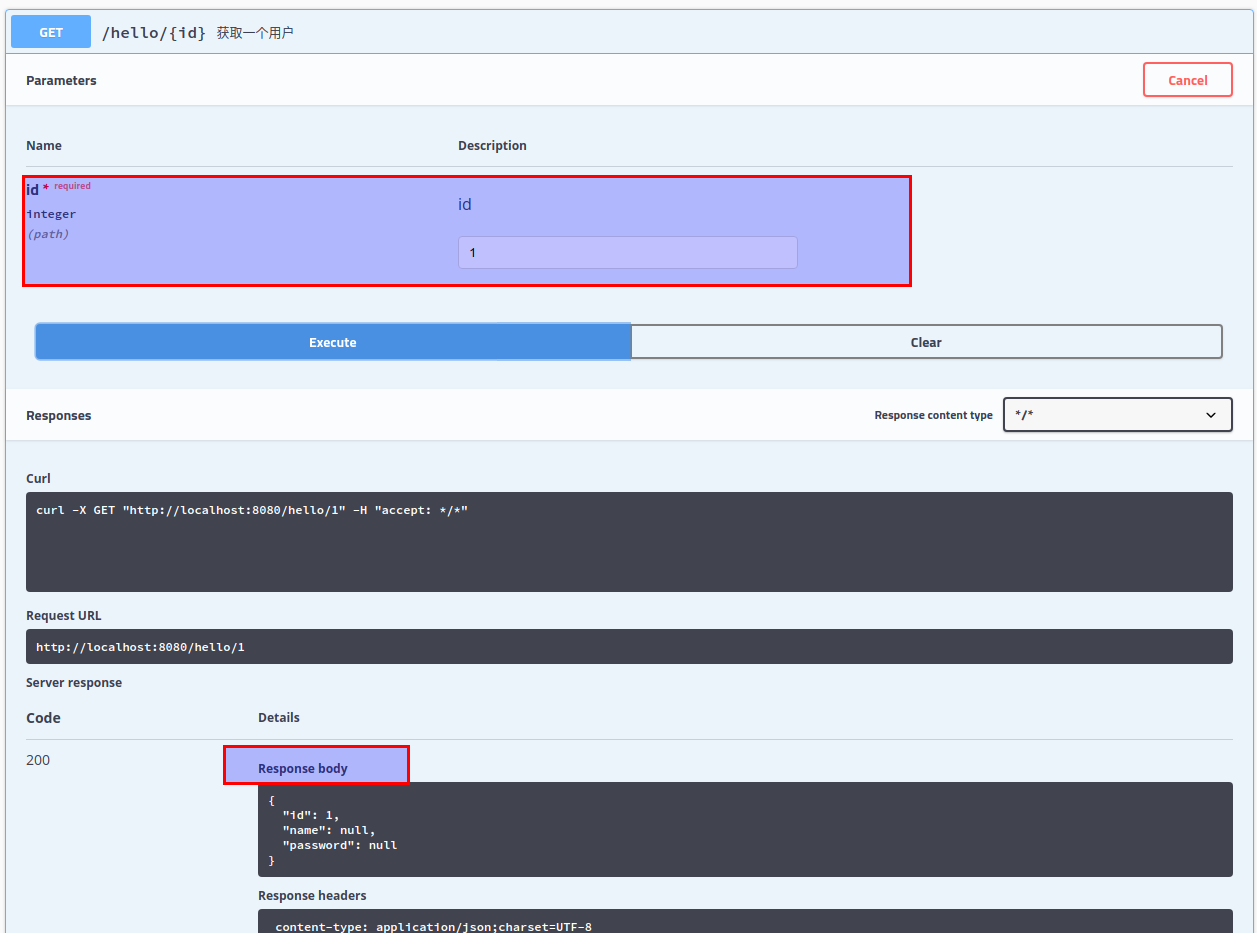 GET /hello/{id} 获取一个用户
Parameters
Cancel
Name Description
id * required
integer
(path)
id
1
Execute Clear
Responses
Response content type */*
Curl
curl -X GET "http://localhost:8080/hello/1" -H "accept: */*"
Request URL
http://localhost:8080/hello/1
Server response
Code Details
200
Response body
{
  "id": 1,
  "name": null,
  "password": null
}
Response headers
content-type: application/json;charset=UTF-8